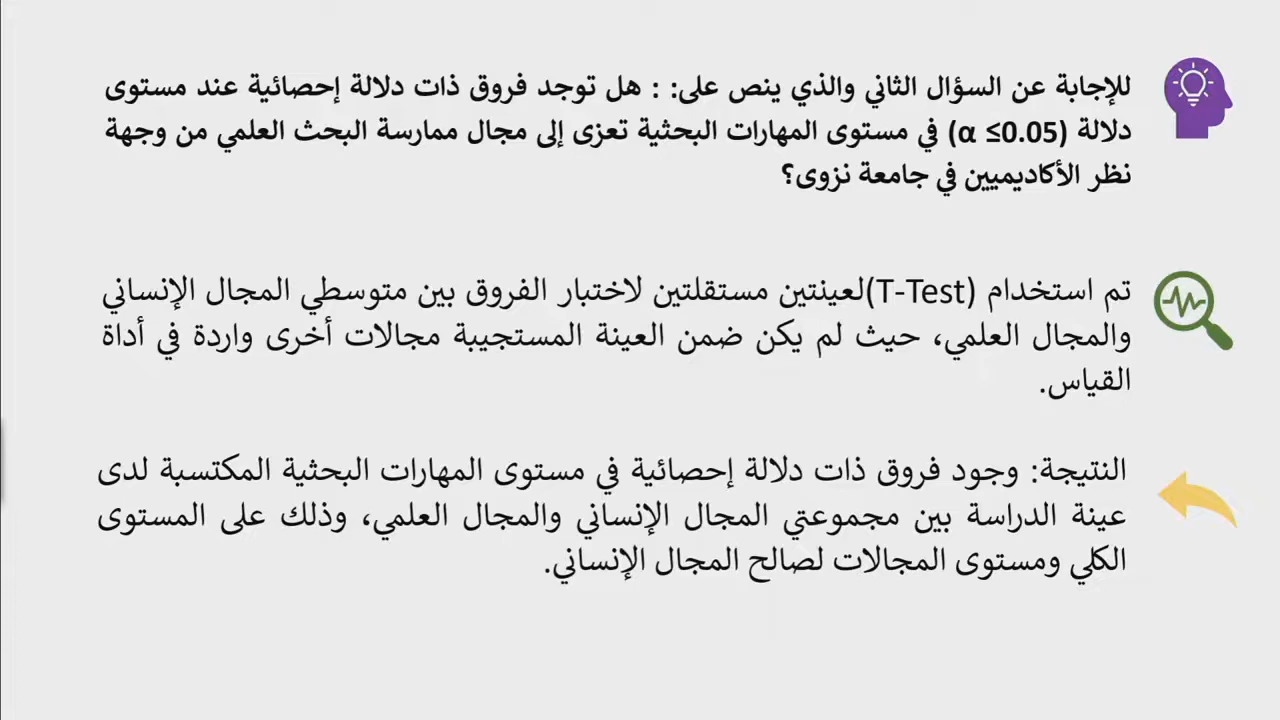 للإجابة عن السؤال الثاني والذي ينص على: : هل توجد فروق ذات دلالة إحصائية عند مستوى
دلالة (α ≤0.05) في مستوى المهارات البحثية تعزى إلى مجال ممارسة البحث العلمي من وجهة
نظر الأكاديميين في جامعة نزوى؟
تم استخدام (T-Test)لعينتين مستقلتين لاختبار الفروق بين متوسطي المجال الإنساني
والمجال العلمي، حيث لم يكن ضمن العينة المستجيبة مجالات أخرى واردة في أداة
القياس.
النتيجة: وجود فروق ذات دلالة إحصائية في مستوى المهارات البحثية المكتسبة لدى
عينة الدراسة بين مجموعتي المجال الإنساني والمجال العلمي، وذلك على المستوى
الكلي ومستوى المجالات لصالح المجال الإنساني.